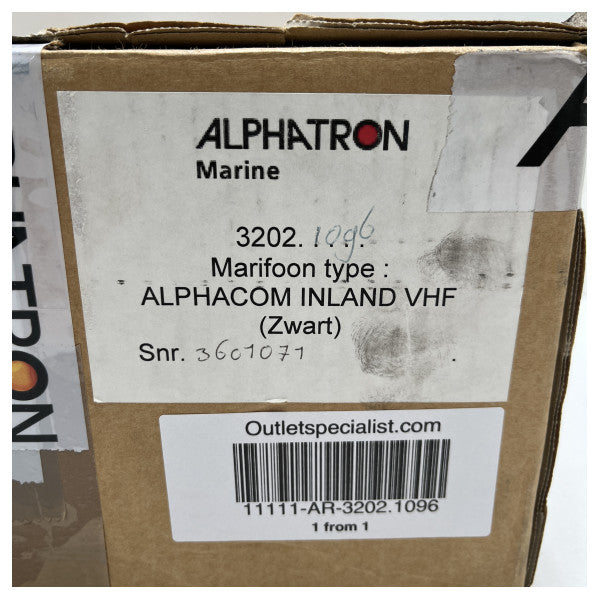 ALPHATRON
Marine
3202.1096
Marifoon type :
ALPHACOM INLAND VHF
(Zwart)
Snr. 3601071
Outletspecialist.com
11111-AR-3202.1096
1 from 1